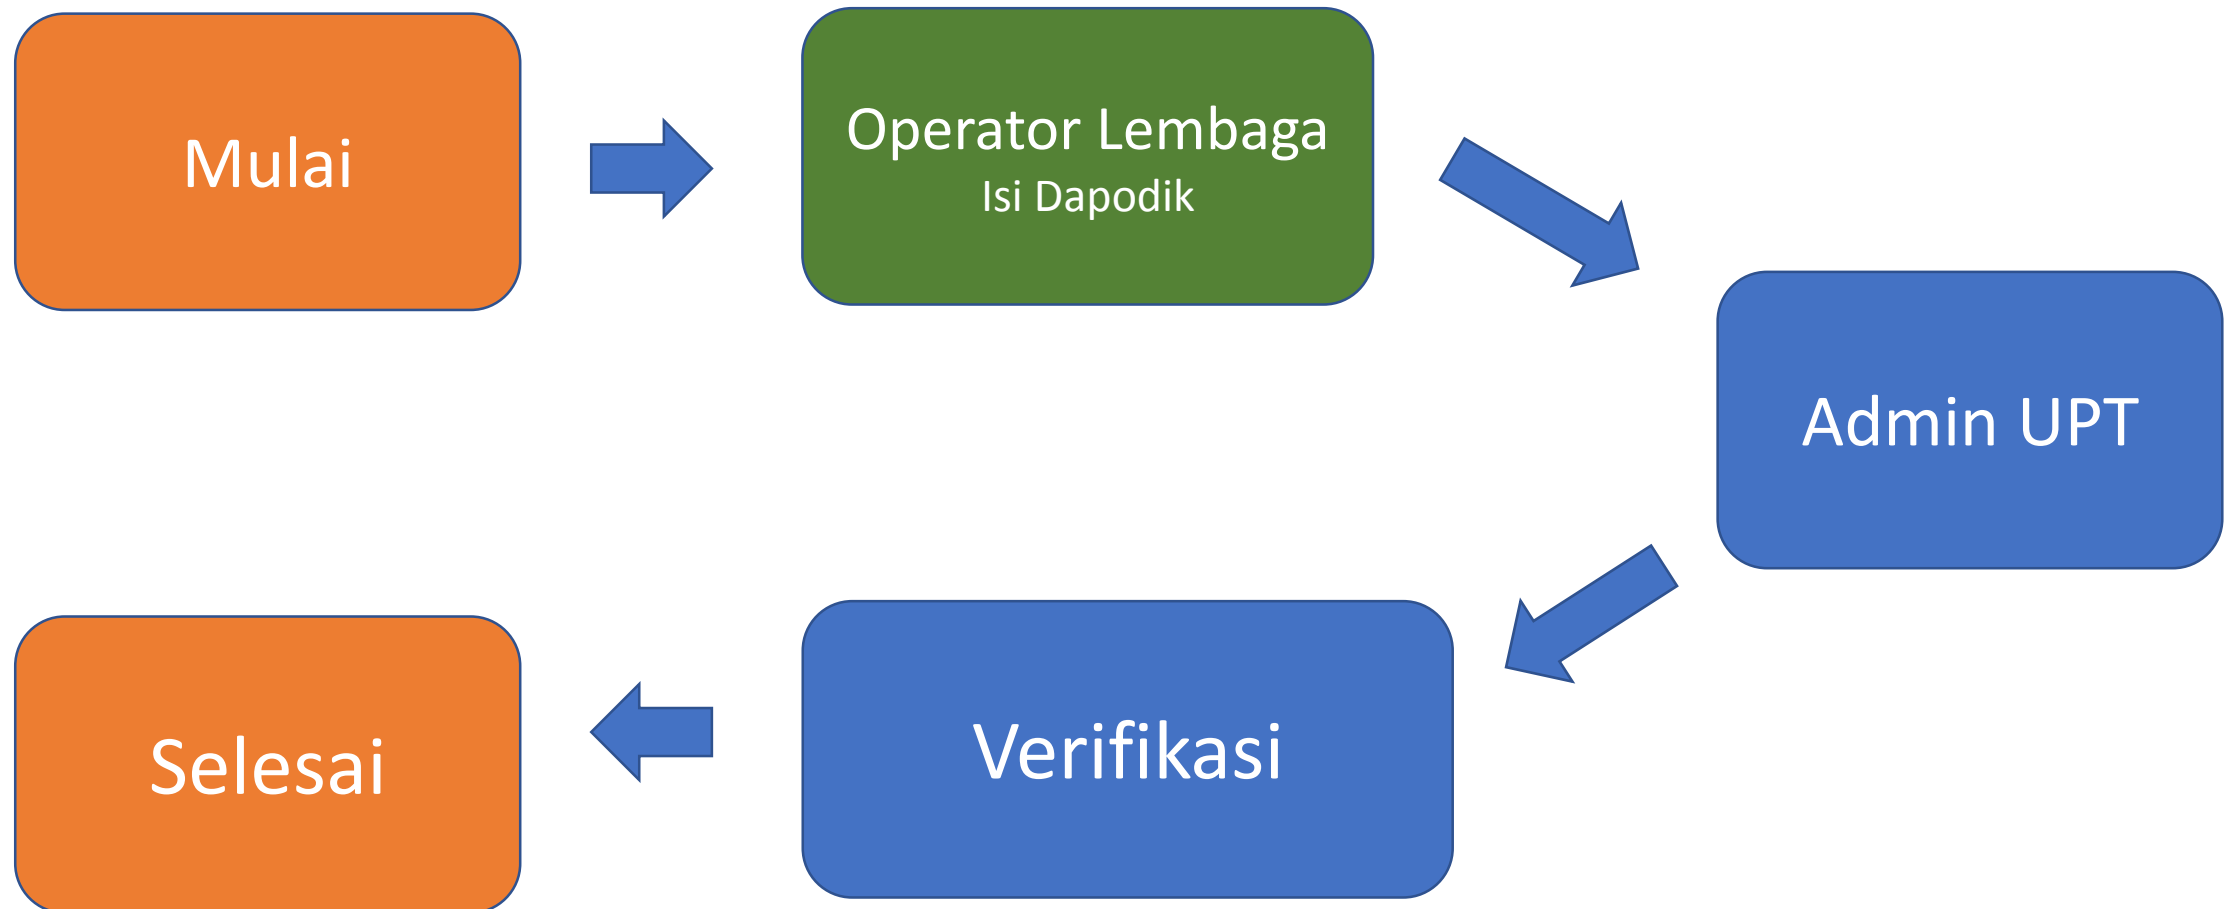 Mulai
Operator Lembaga
Isi Dapodik
Admin UPT
Verifikasi
Selesai